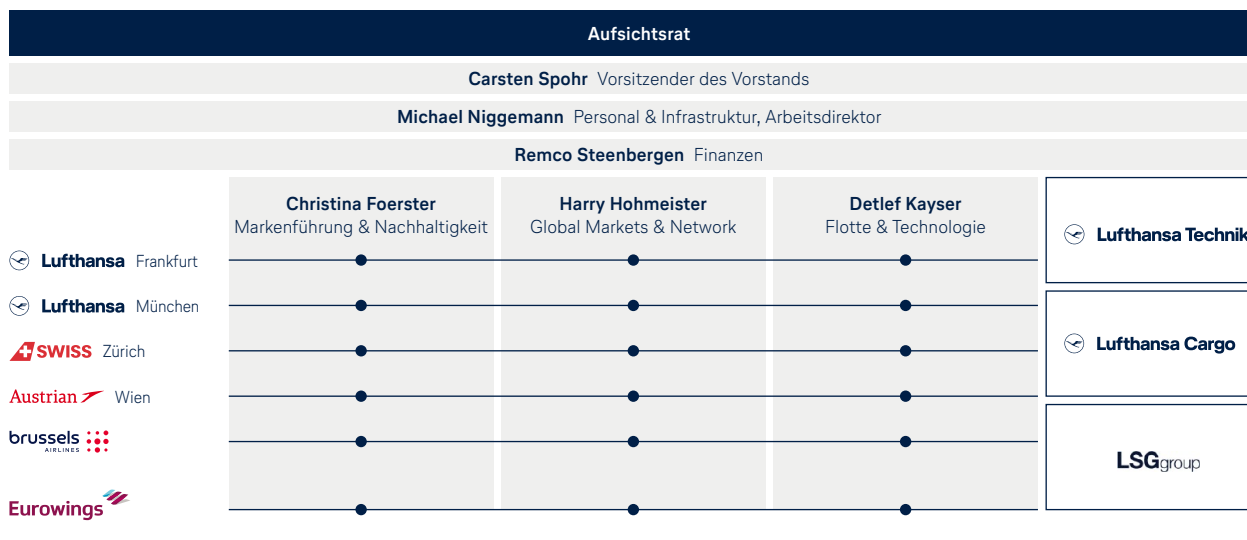 Aufsichtsrat
Carsten Spohr Vorsitzender des Vorstands
Michael Niggemann Personal & Infrastruktur, Arbeitsdirektor
Remco Steenbergen Finanzen
Christina Foerster
Markenführung & Nachhaltigkeit
Harry Hohmeister
Global Markets & Network
Detlef Kayser
Flotte & Technologie
Lufthansa Frankfurt
Lufthansa München
SWISS Zürich
Austrian Wien
brussels
AIRLINES
Eurowings
Lufthansa Technik
Lufthansa Cargo
LSGgroup